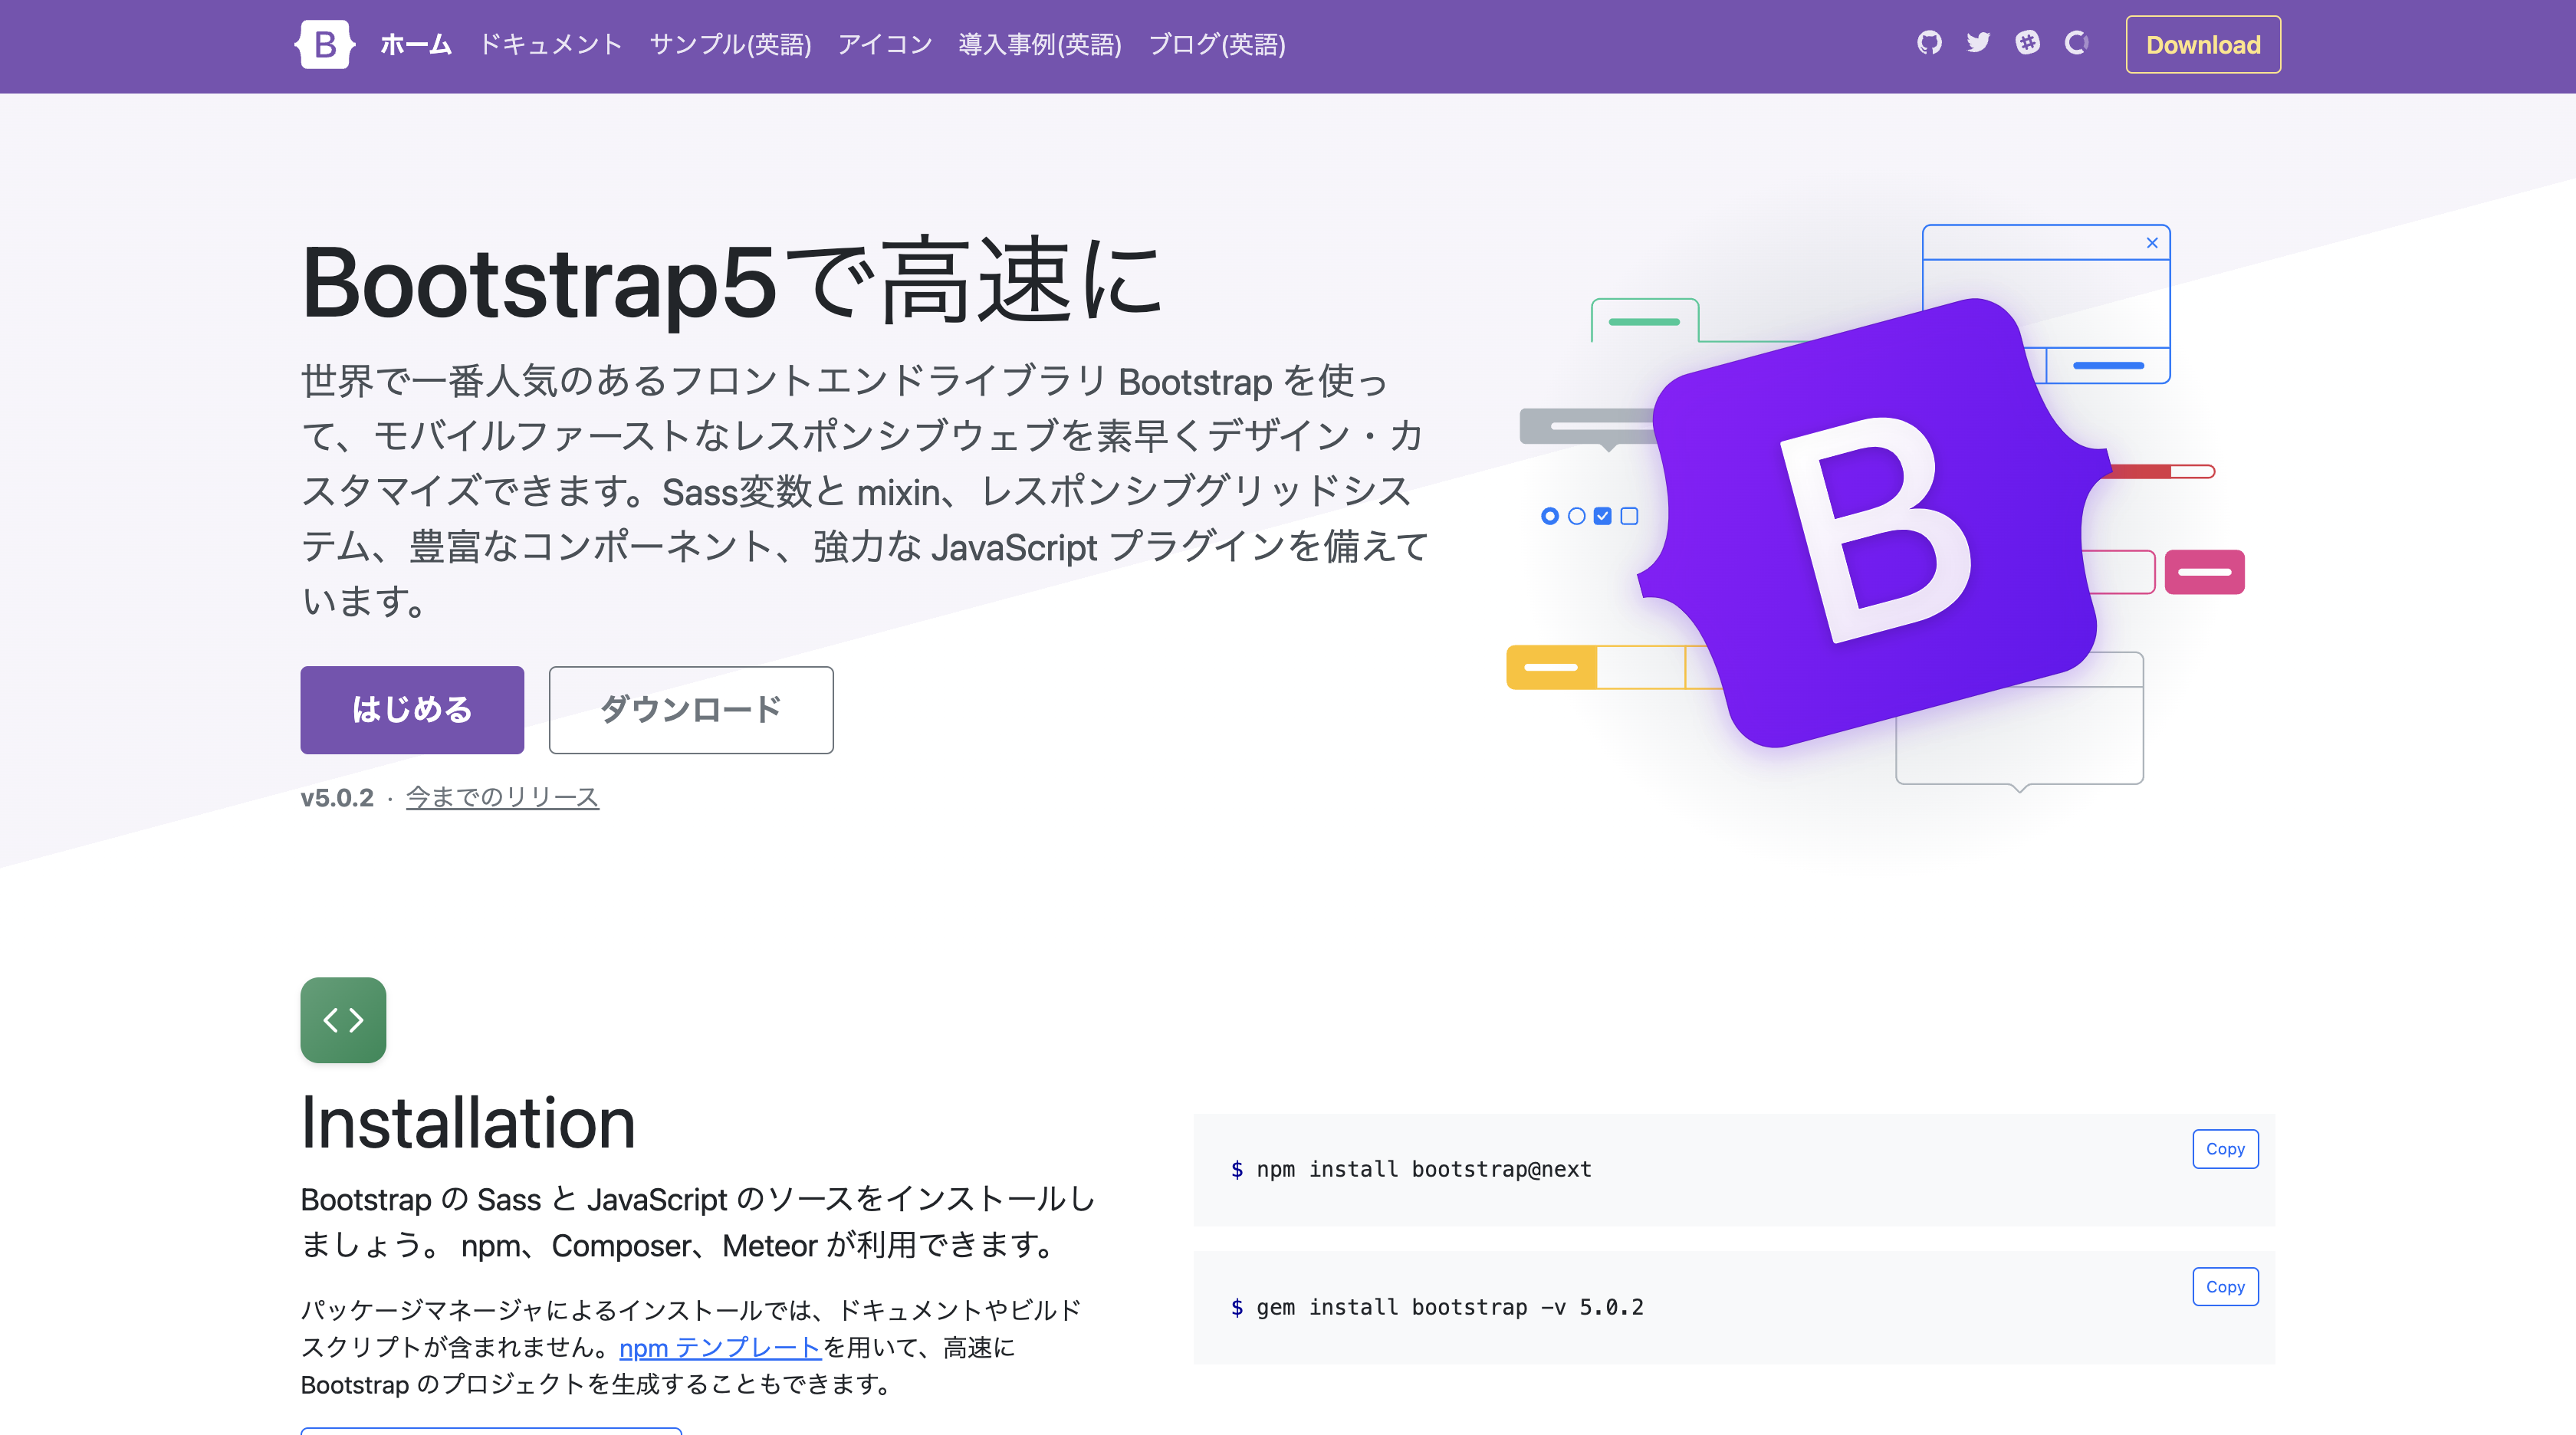 B ホーム ドキュメント サンプル(英語) アイコン 導入事例(英語) ブログ(英語) Download
Bootstrap5で高速に
世界で一番人気のあるフロントエンドライブラリ Bootstrap を使っ
て、モバイルファーストなレスポンシブウェブを素早くデザイン・カ
スタマイズできます。Sass変数と mixin、レスポンシブグリッドシス
テム、豊富なコンポーネント、強力な JavaScript プラグインを備えて
います。
B
はじめる ダウンロード
v5.0.2 · 今までのリリース
Installation
Bootstrap の Sass と JavaScript のソースをインストールし
ましょう。 npm、Composer、Meteor が利用できます。
パッケージマネージャによるインストールでは、ドキュメントやビルド
スクリプトが含まれません。npm テンプレートを用いて、高速に
Bootstrap のプロジェクトを生成することもできます。
$ npm install bootstrap@next
Copy
$ gem install bootstrap -v 5.0.2
Copy